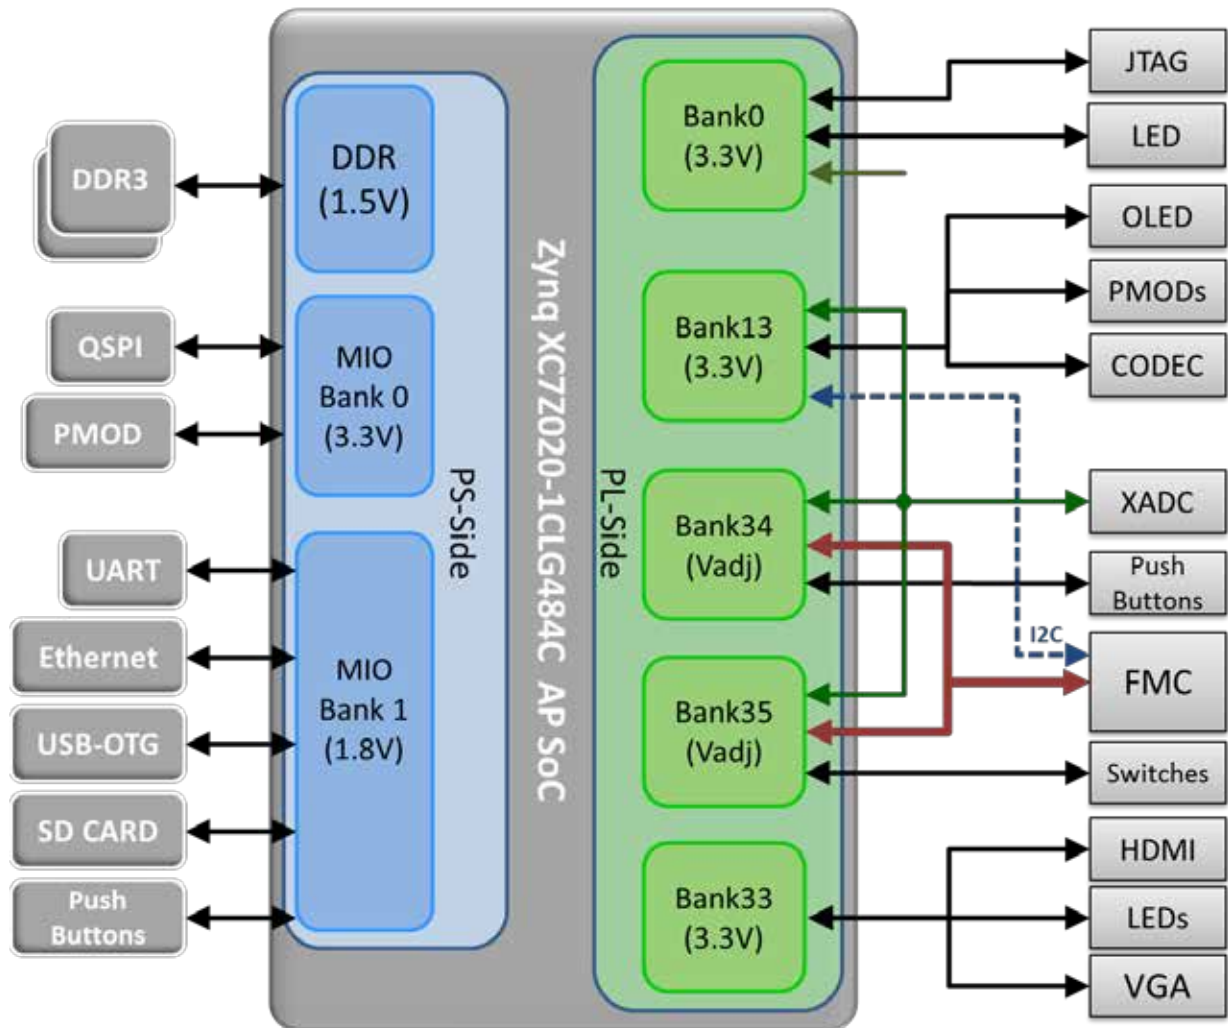 DDR3
QSPI
PMOD
UART
Ethernet
USB-OTG
SD CARD
Push
Buttons
DDR
(1.5V)
MIO
Bank 0
(3.3V)
MIO
Bank 1
(1.8V)
PS-Side
Zynq XC7Z020-1CLG484C AP SoC
PL-Side
Bank0
(3.3V)
Bank13
(3.3V)
Bank34
(Vadj)
Bank35
(Vadj)
Bank33
(3.3V)
I2C
JTAG
LED
OLED
PMODs
CODEC
XADC
Push
Buttons
FMC
Switches
HDMI
LEDs
VGA